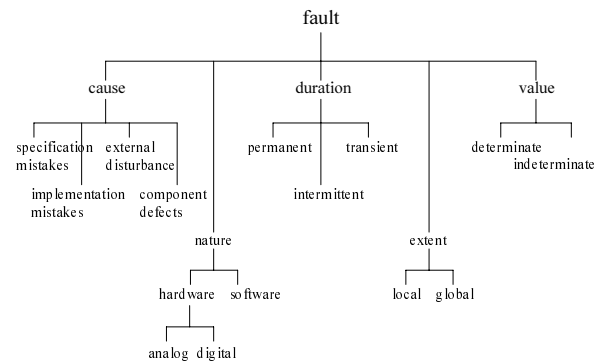 fault
cause
duration
value
specification
mistakes
external
disturbance
permanent
transient
determinate
indeterminate
implementation
mistakes
component
defects
intermittent
nature
extent
hardware
software
local
global
analog
digital